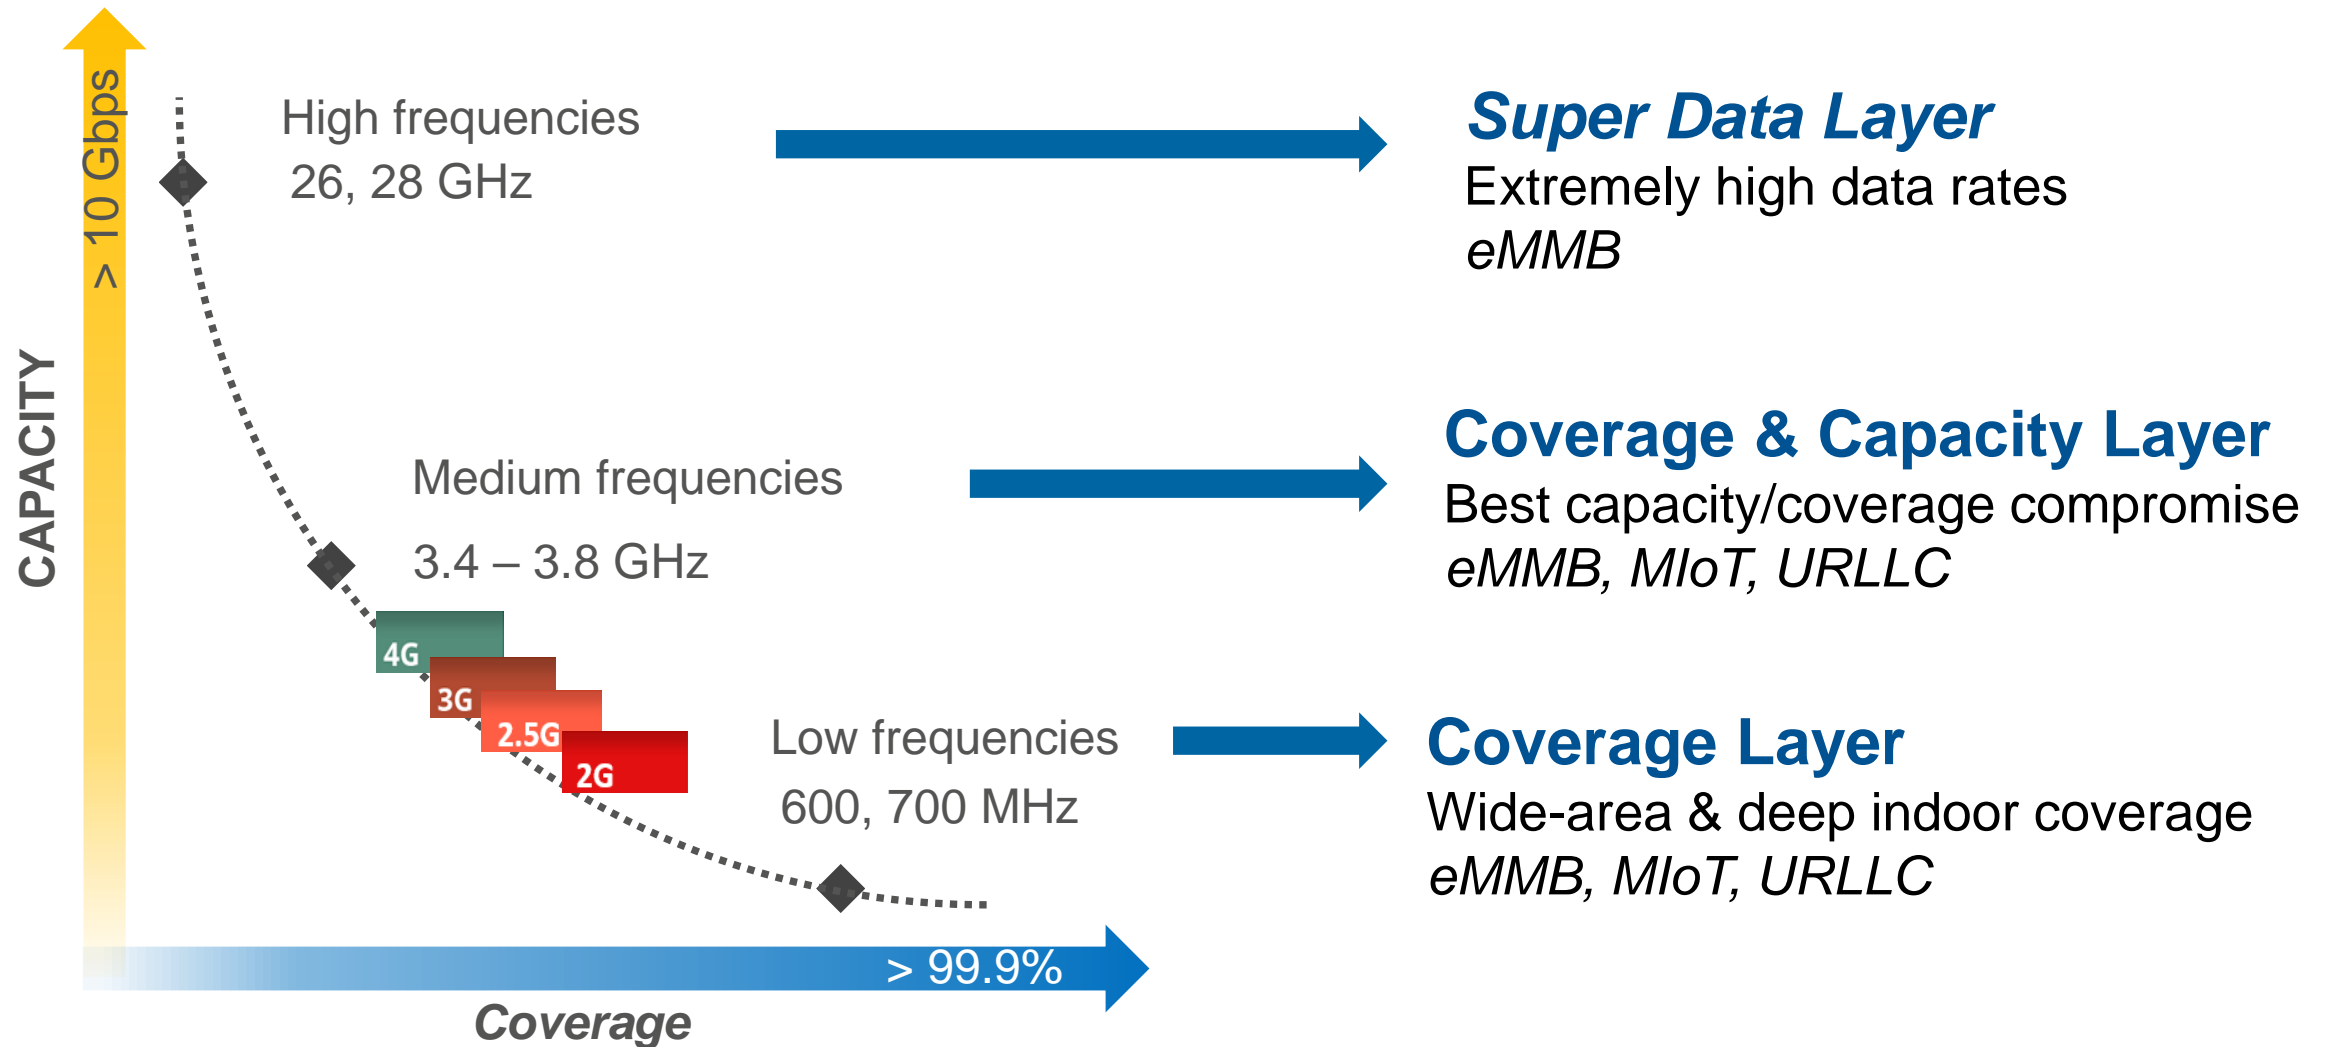 > 10 Gbps
CAPACITY
High frequencies
26, 28 GHz
Super Data Layer
Extremely high data rates
eMMB
Medium frequencies
3.4 – 3.8 GHz
Coverage & Capacity Layer
Best capacity/coverage compromise
eMMB, MIoT, URLLC
4G
3G
2.5G
2G
Low frequencies
600, 700 MHz
Coverage Layer
Wide-area & deep indoor coverage
eMMB, MIoT, URLLC
> 99.9%
Coverage